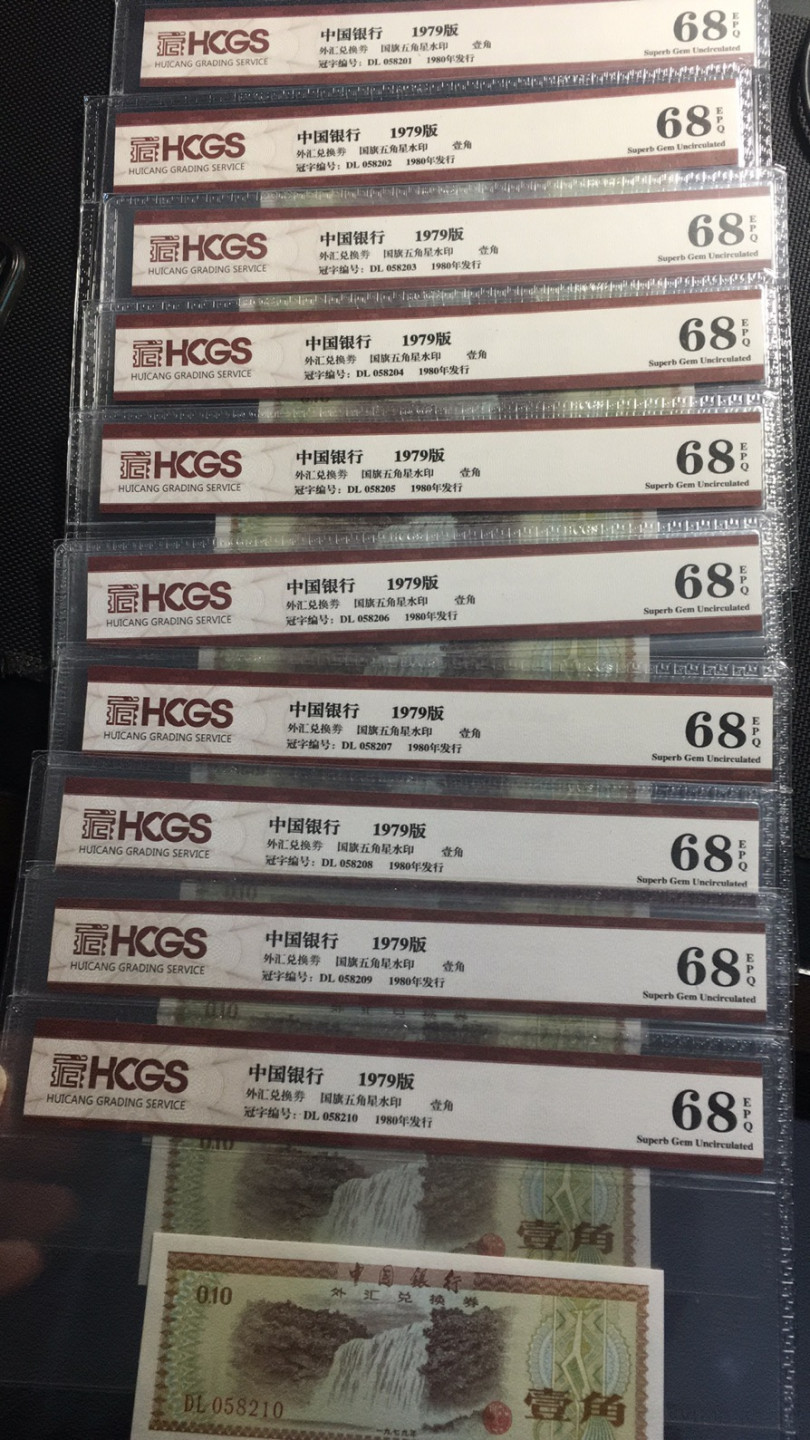 HCGS
HUICANG GRADING SERVICE
中国银行 1979版
外汇兑换券 国旗五角星水印 壹角
冠字编号：DL 058201 1980年发行
68 EPQ
Superb Gem Uncirculated
HCGS
HUICANG GRADING SERVICE
中国银行 1979版
外汇兑换券 国旗五角星水印 壹角
冠字编号：DL 058202 1980年发行
68 EPQ
Superb Gem Uncirculated
HCGS
HUICANG GRADING SERVICE
中国银行 1979版
外汇兑换券 国旗五角星水印 壹角
冠字编号：DL 058203 1980年发行
68 EPQ
Superb Gem Uncirculated
HCGS
HUICANG GRADING SERVICE
中国银行 1979版
外汇兑换券 国旗五角星水印 壹角
冠字编号：DL 058204 1980年发行
68 EPQ
Superb Gem Uncirculated
HCGS
HUICANG GRADING SERVICE
中国银行 1979版
外汇兑换券 国旗五角星水印 壹角
冠字编号：DL 058205 1980年发行
68 EPQ
Superb Gem Uncirculated
HCGS
HUICANG GRADING SERVICE
中国银行 1979版
外汇兑换券 国旗五角星水印 壹角
冠字编号：DL 058206 1980年发行
68 EPQ
Superb Gem Uncirculated
HCGS
HUICANG GRADING SERVICE
中国银行 1979版
外汇兑换券 国旗五角星水印 壹角
冠字编号：DL 058207 1980年发行
68 EPQ
Superb Gem Uncirculated
HCGS
HUICANG GRADING SERVICE
中国银行 1979版
外汇兑换券 国旗五角星水印 壹角
冠字编号：DL 058208 1980年发行
68 EPQ
Superb Gem Uncirculated
0.10
HCGS
HUICANG GRADING SERVICE
中国银行 1979版
外汇兑换券 国旗五角星水印 壹角
冠字编号：DL 058209 1980年发行
68 EPQ
Superb Gem Uncirculated
0.10 外汇兑换券
HCGS
HUICANG GRADING SERVICE
中国银行 1979版
外汇兑换券 国旗五角星水印 壹角
冠字编号：DL 058210 1980年发行
68 EPQ
Superb Gem Uncirculated
0.10
壹角
中国银行
0.10 外汇兑换券
DL 058210 壹角
一九七九年